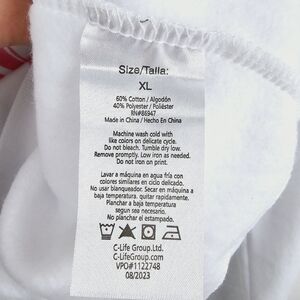 Size/Talla:
XL
60% Cotton / Algodón
40% Polyester / Poliéster
RN#86947
Made in China / Hecho En China
Machine wash cold with
like colors on delicate cycle.
Do not bleach. Tumble dry low.
Remove promptly. Low iron as needed.
Do not iron on print.
Lavar a máquina en agua fría con
colores similares en ciclo delicado.
No usar blanqueador. Secar en máquina a
baja temperatura. quitar rapidamente.
Planchar a baja temperatura
segun sea necesario.
No planchar el estampado.
C-Life Group Ltd.
C-LifeGroup.com
VPO#1122748
08/2023